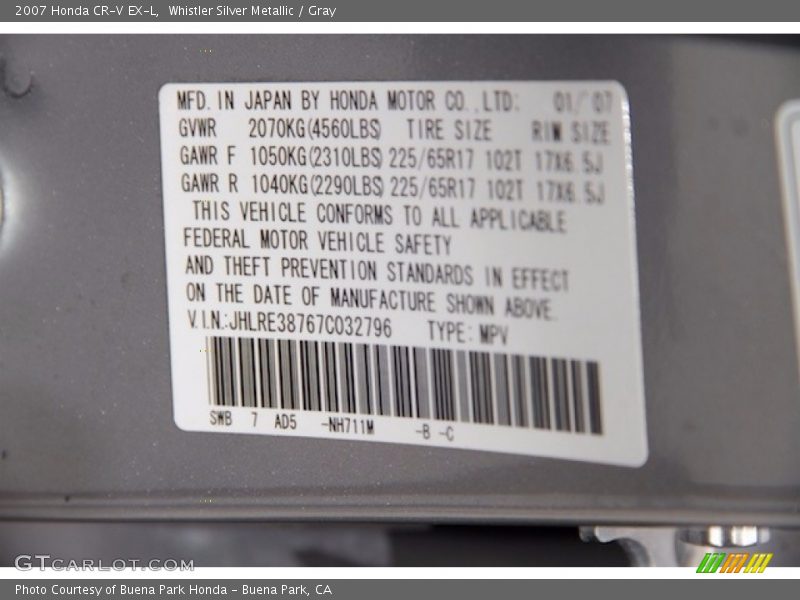 2007 Honda CR-V EX-L, Whistler Silver Metallic / Gray
MFD. IN JAPAN BY HONDA MOTOR CO.,LTD: 01/ 07
GVWR 2070KG(4560LBS) TIRE SIZE RIM SIZE
GAWR F 1050KG(2310LBS) 225/65R17 102T 17X6.5J
GAWR R 1040KG(2290LBS) 225/65R17 102T 17X6.5J
THIS VEHICLE CONFORMS TO ALL APPLICABLE
FEDERAL MOTOR VEHICLE SAFETY
AND THEFT PREVENTION STANDARDS IN EFFECT
ON THE DATE OF MANUFACTURE SHOWN ABOVE.
V.I.N.:JHLRE38767C032796 TYPE: MPV
SWB 7 AD5 -NH711M -B -C
GTCARLOT.COM
Photo Courtesy of Buena Park Honda – Buena Park, CA